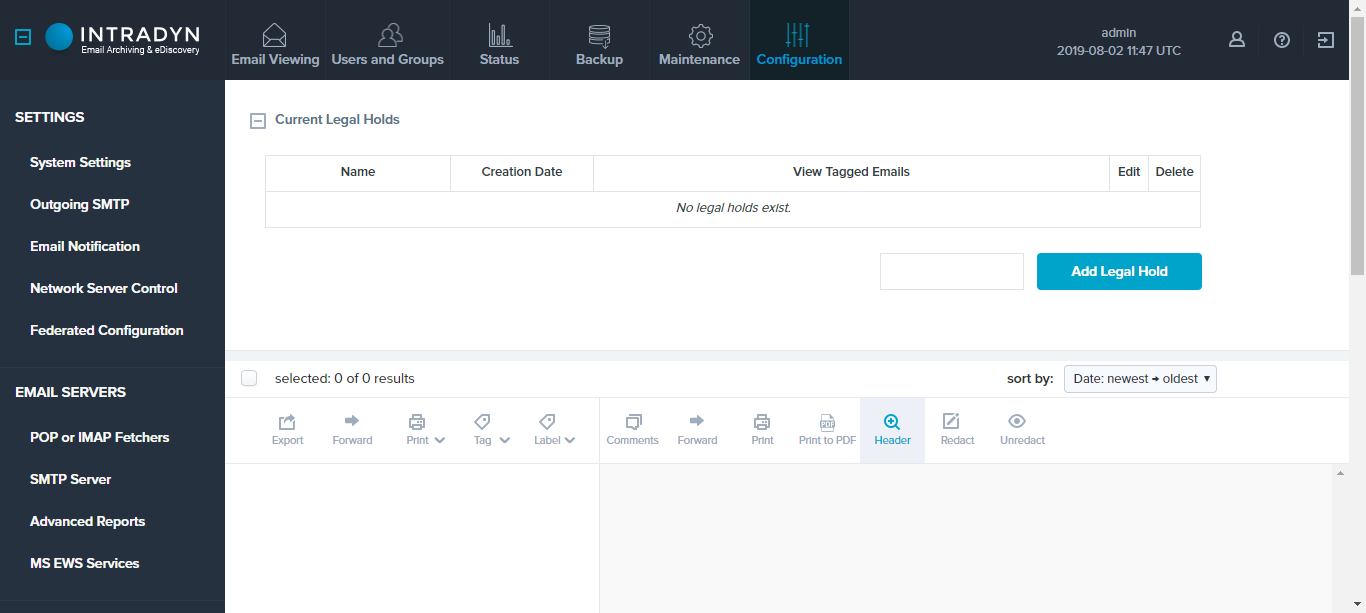 INTRADYN
Email Archiving & eDiscovery
Email Viewing
Users and Groups
Status
Backup
Maintenance
Configuration
admin
2019-08-02 11:47 UTC
SETTINGS
System Settings
Outgoing SMTP
Email Notification
Network Server Control
Federated Configuration
EMAIL SERVERS
POP or IMAP Fetchers
SMTP Server
Advanced Reports
MS EWS Services
Current Legal Holds
Name Creation Date View Tagged Emails Edit Delete
No legal holds exist.
Add Legal Hold
selected: 0 of 0 results
sort by: Date: newest → oldest
Export Forward Print Tag Label Comments Forward Print Print to PDF Header Redact Unredact